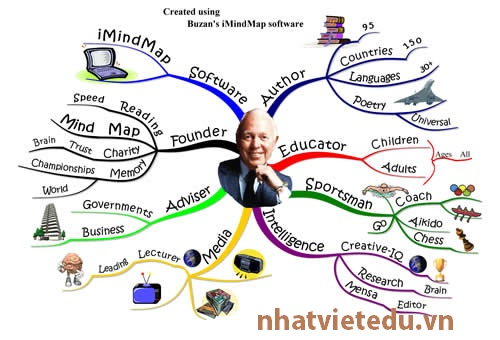 Created using
Buzan's iMindMap software
iMindMap
Software
Author
95
Countries
150
Languages
30+
Poetry
Universal
Speed
Reading
Mind Map
Founder
Brain
Trust
Charity
Championships
Memory
World
Educator
Children
Adults
Ages
All
Adviser
Governments
Business
Sportsman
Coach
Aikido
Go
Chess
Media
Lecturer
Leading
Intelligence
Creative-IQ
Research
Brain
Mensa
Editor
nhatvietedu.vn